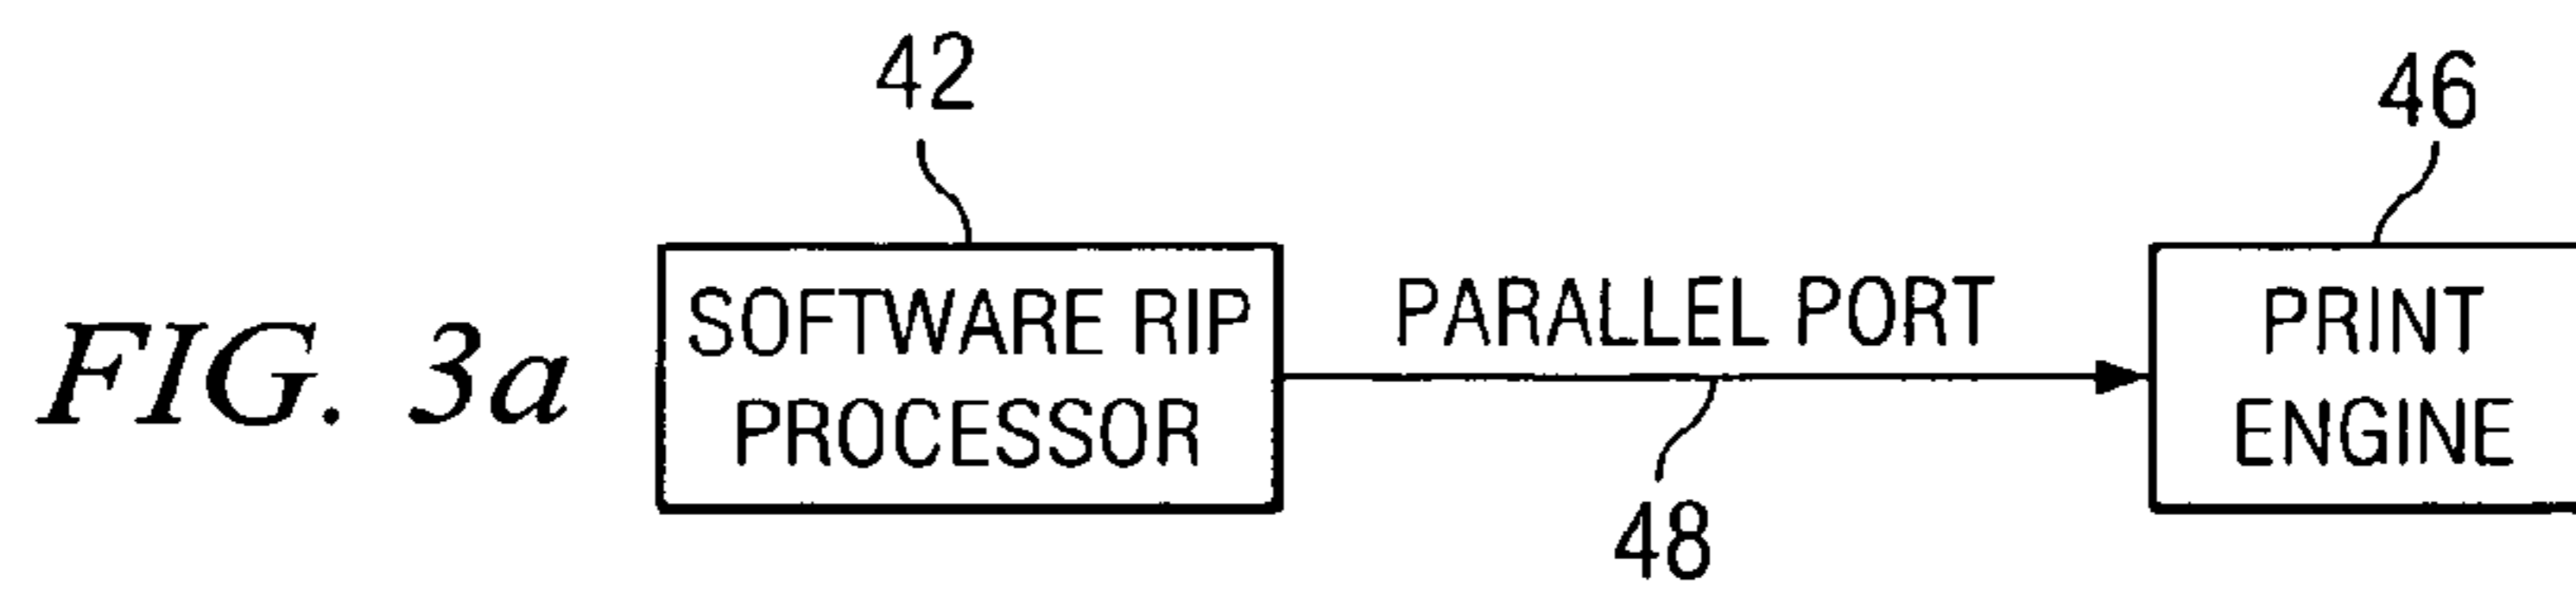 42
46
SOFTWARE RIP
PROCESSOR
PARALLEL PORT
PRINT
ENGINE
48
FIG. 3a